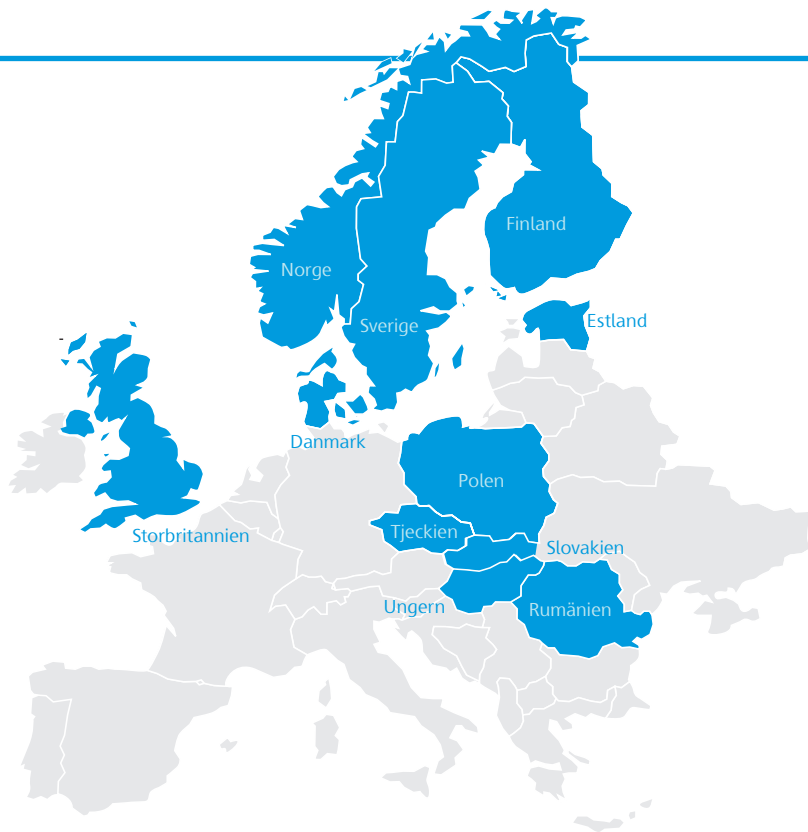 Finland
Norge
Estland
Sverige
Danmark
Polen
Tjeckien
Storbritannien
Slovakien
Ungern
Rumänien